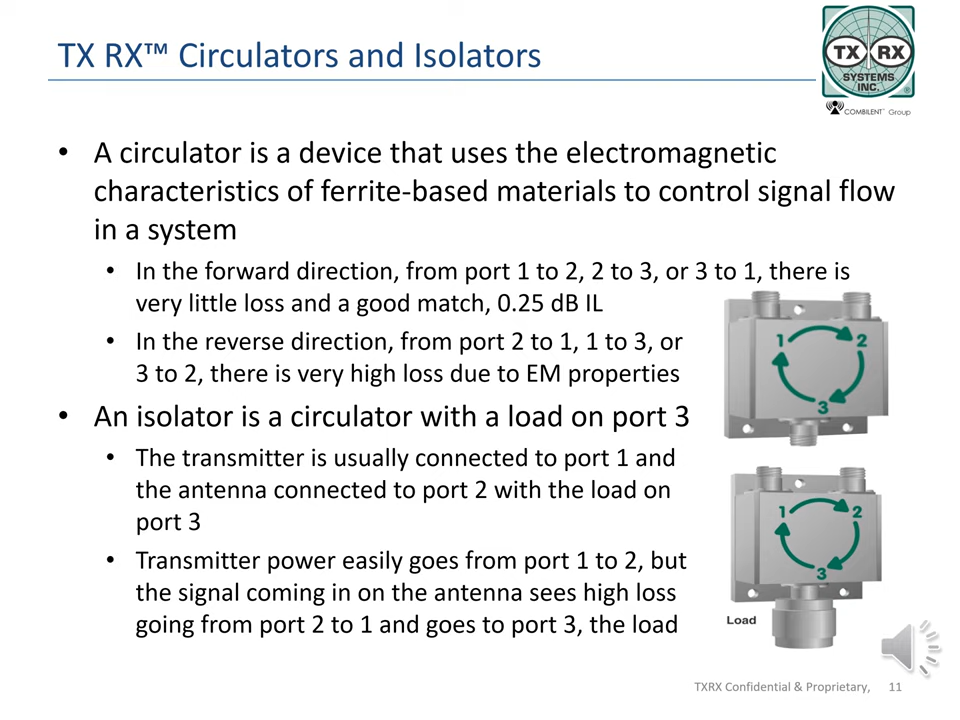 TX RX™ Circulators and Isolators
TX RX
SYSTEMS
INC.
®
COMBILENT™ Group
• A circulator is a device that uses the electromagnetic
characteristics of ferrite-based materials to control signal flow
in a system
• In the forward direction, from port 1 to 2, 2 to 3, or 3 to 1, there is
very little loss and a good match, 0.25 dB IL
• In the reverse direction, from port 2 to 1, 1 to 3, or
3 to 2, there is very high loss due to EM properties
1 2
3
• An isolator is a circulator with a load on port 3
• The transmitter is usually connected to port 1 and
the antenna connected to port 2 with the load on
port 3
• Transmitter power easily goes from port 1 to 2, but
the signal coming in on the antenna sees high loss
going from port 2 to 1 and goes to port 3, the load
1 2
3
Load
TXRX Confidential & Proprietary, 11